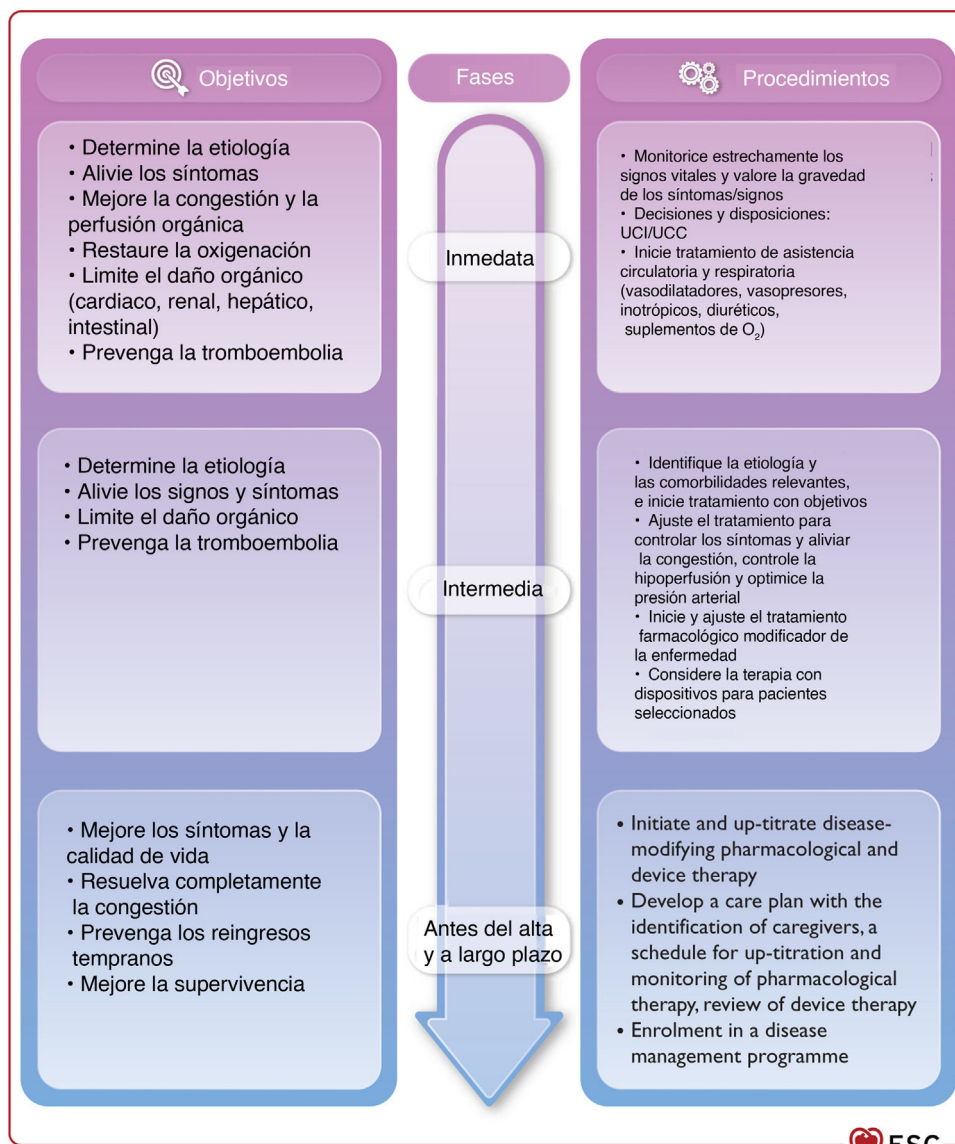 Objetivos
Fases
Procedimientos
• Determine la etiología
• Alivie los síntomas
• Mejore la congestión y la
perfusión orgánica
• Restaure la oxigenación
• Limite el daño orgánico
(cardiaco, renal, hepático,
intestinal)
• Prevenga la tromboembolia
Inmedata
• Monitorice estrechamente los
signos vitales y valore la gravedad
de los síntomas/signos
• Decisiones y disposiciones:
UCI/UCC
• Inicie tratamiento de asistencia
circulatoria y respiratoria
(vasodilatadores, vasopresores,
inotrópicos, diuréticos,
suplementos de O₂)
• Determine la etiología
• Alivie los signos y síntomas
• Limite el daño orgánico
• Prevenga la tromboembolia
Intermedia
• Identifique la etiología y
las comorbilidades relevantes,
e inicie tratamiento con objetivos
• Ajuste el tratamiento para
controlar los síntomas y aliviar
la congestión, controle la
hipoperfusión y optimice la
presión arterial
• Inicie y ajuste el tratamiento
farmacológico modificador de
la enfermedad
• Considere la terapia con
dispositivos para pacientes
seleccionados
• Mejore los síntomas y la
calidad de vida
• Resuelva completamente
la congestión
• Prevenga los reingresos
tempranos
• Mejore la supervivencia
Antes del alta
y a largo plazo
• Initiate and up-titrate disease-
modifying pharmacological and
device therapy
• Develop a care plan with the
identification of caregivers, a
schedule for up-titration and
monitoring of pharmacological
therapy, review of device therapy
• Enrolment in a disease
management programme
ESC